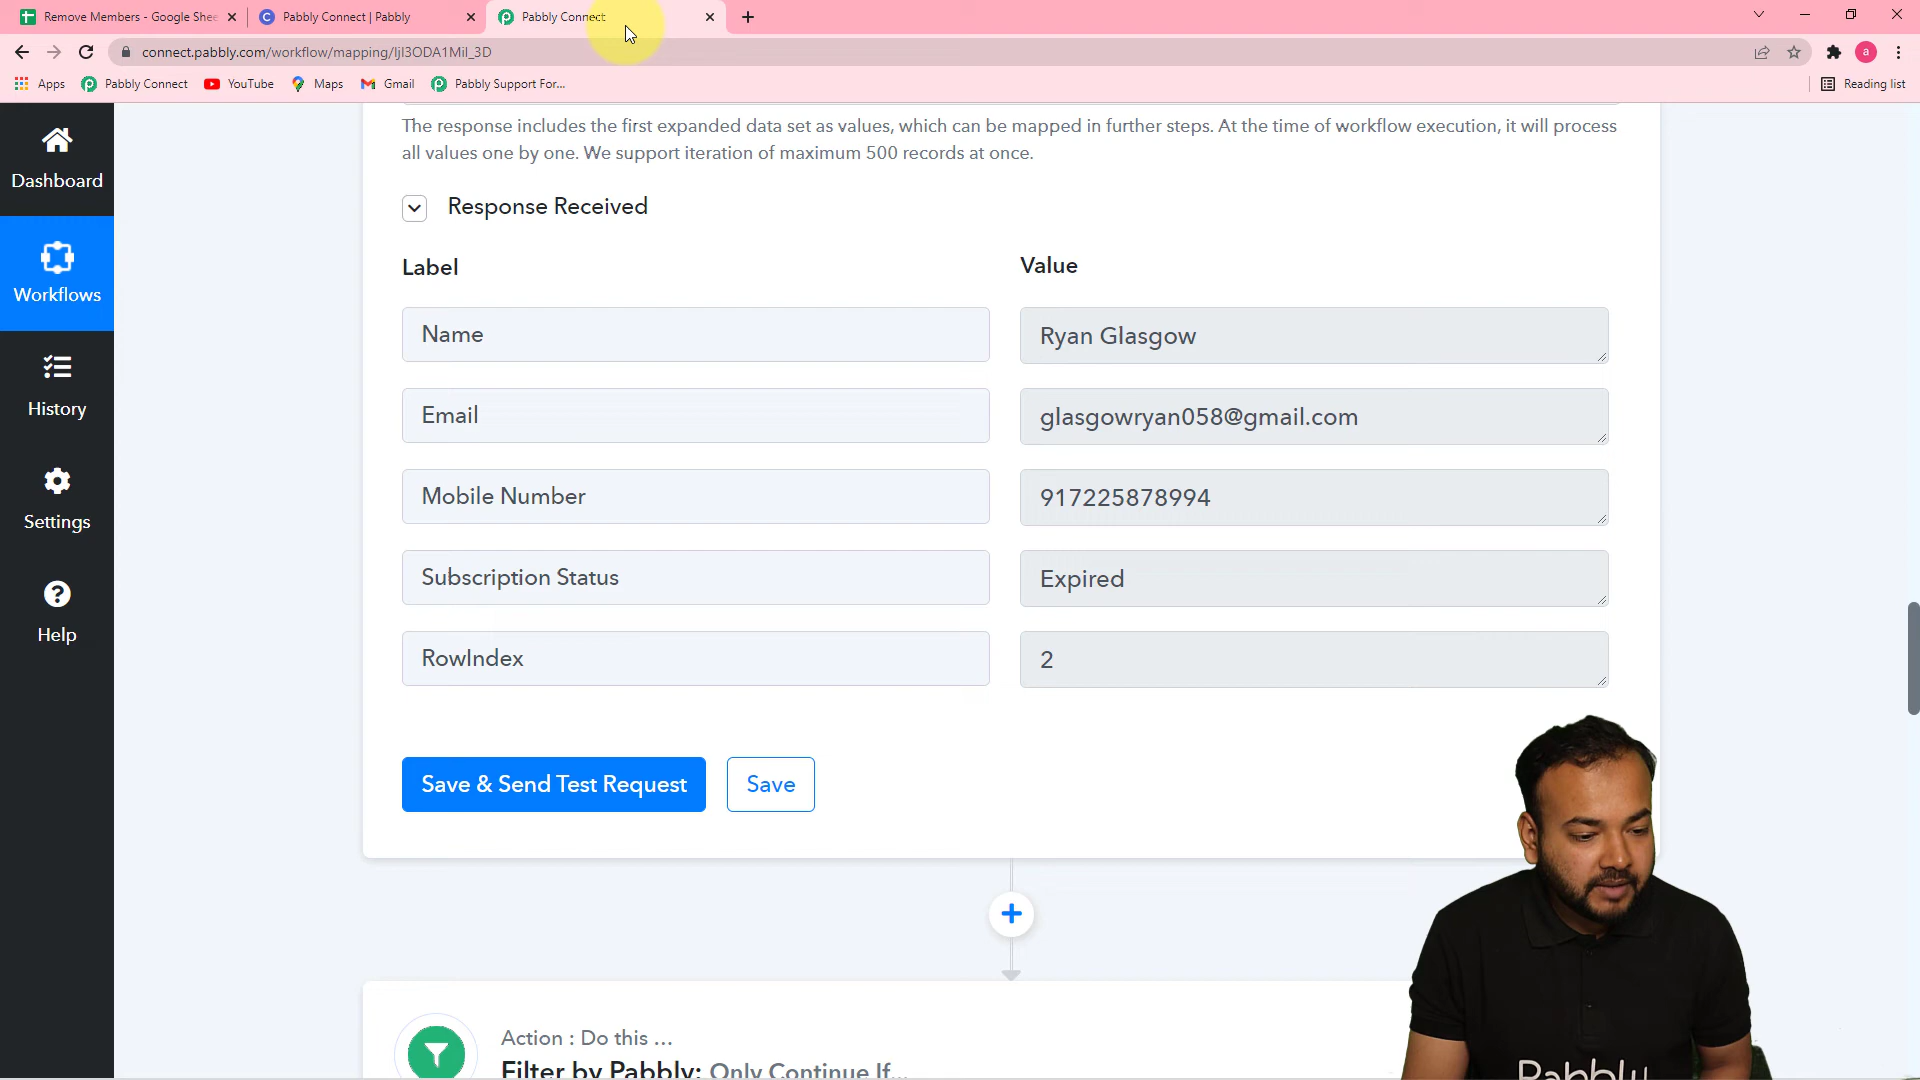 Remove Members - Google Shee
Pabbly Connect | Pabbly
Pabbly Connect
connect.pabbly.com/workflow/mapping/IjI3ODA1MiI_3D
a
Apps
Pabbly Connect
YouTube
Maps
Gmail
Pabbly Support For...
Reading list
Dashboard
Workflows
History
Settings
Help
The response includes the first expanded data set as values, which can be mapped in further steps. At the time of workflow execution, it will process
all values one by one. We support iteration of maximum 500 records at once.
Response Received
Label
Value
Name
Ryan Glasgow
Email
glasgowryan058@gmail.com
Mobile Number
917225878994
Subscription Status
Expired
RowIndex
2
Save & Send Test Request
Save
Action : Do this ...
Filter by Pabbly: Only Continue If...
Pabbly